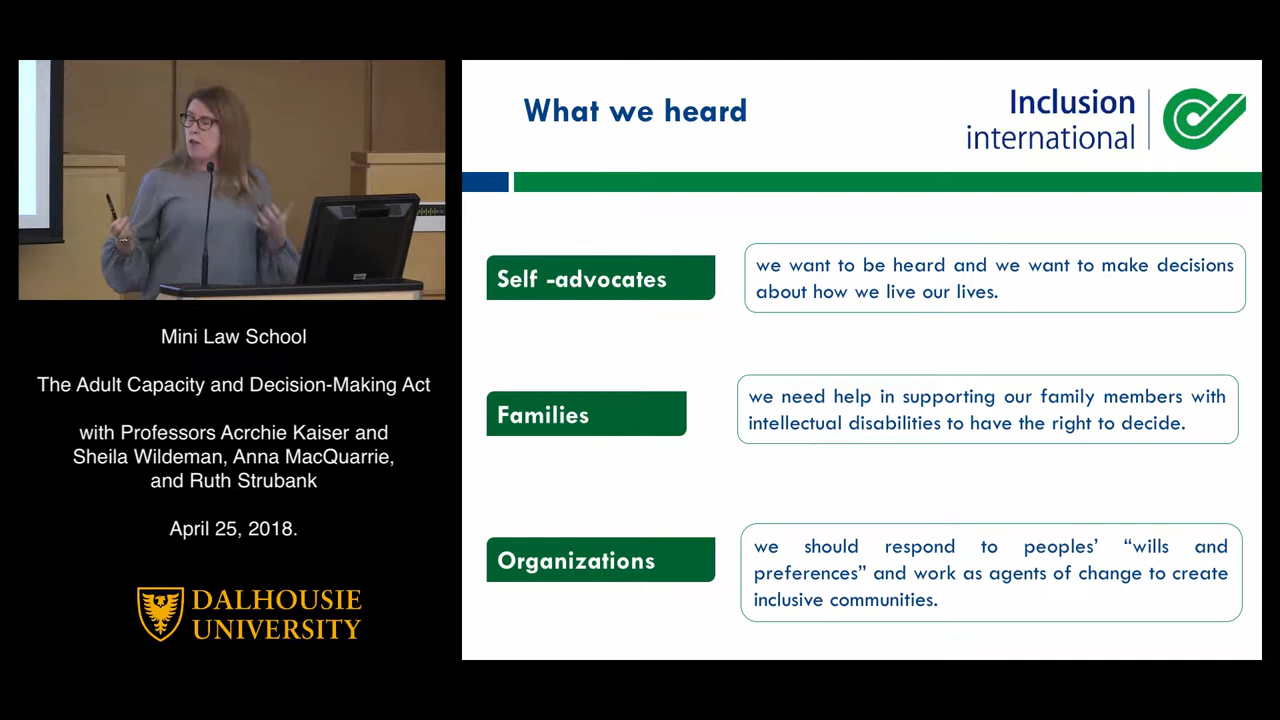 Mini Law School
The Adult Capacity and Decision-Making Act
with Professors Acrchie Kaiser and
Sheila Wildeman, Anna MacQuarrie,
and Ruth Strubank
April 25, 2018.
DALHOUSIE
UNIVERSITY
What we heard
Inclusion
international
Self -advocates
we want to be heard and we want to make decisions
about how we live our lives.
Families
we need help in supporting our family members with
intellectual disabilities to have the right to decide.
Organizations
we should respond to peoples’ “wills and
preferences” and work as agents of change to create
inclusive communities.